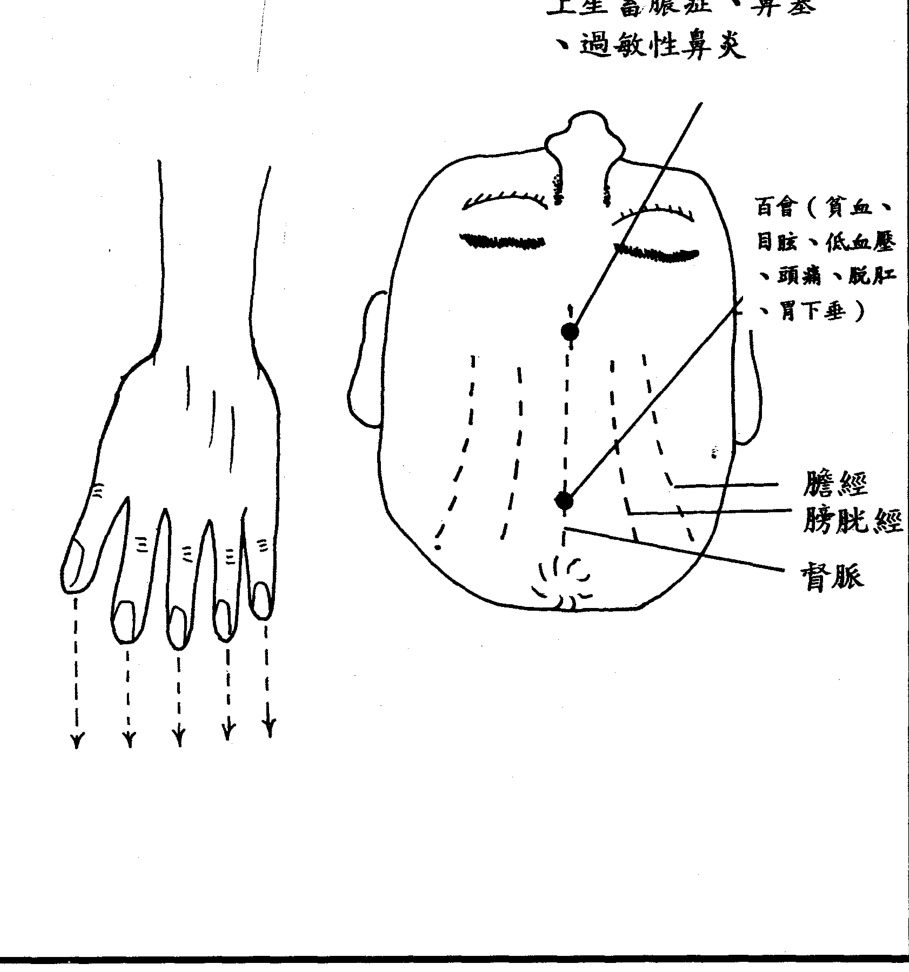 上星蓄膿症、鼻塞
、過敏性鼻炎
百會（貧血、
目眩、低血壓
、頭痛、脫肛
、胃下垂）
膽經
膀胱經
督脈